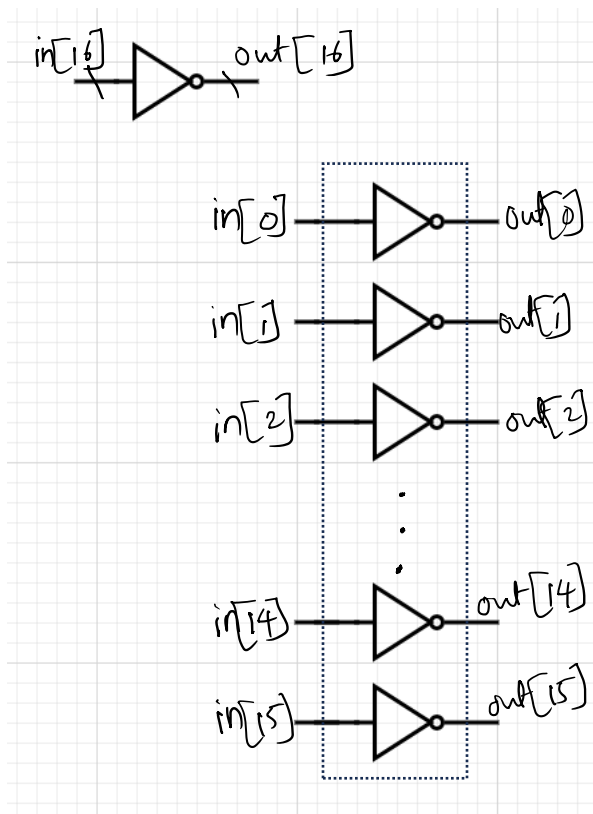 in[16] out[16]
in[0] out[0]
in[1] out[1]
in[2] out[2]
in[14] out[14]
in[15] out[15]